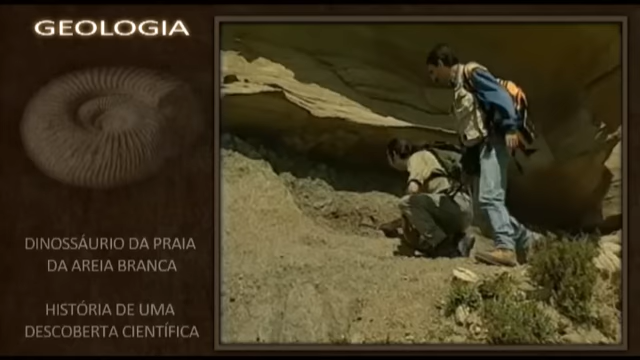 GEOLOGIA
DINOSSÁURIO DA PRAIA
DA AREIA BRANCA
HISTÓRIA DE UMA
DESCOBERTA CIENTÍFICA